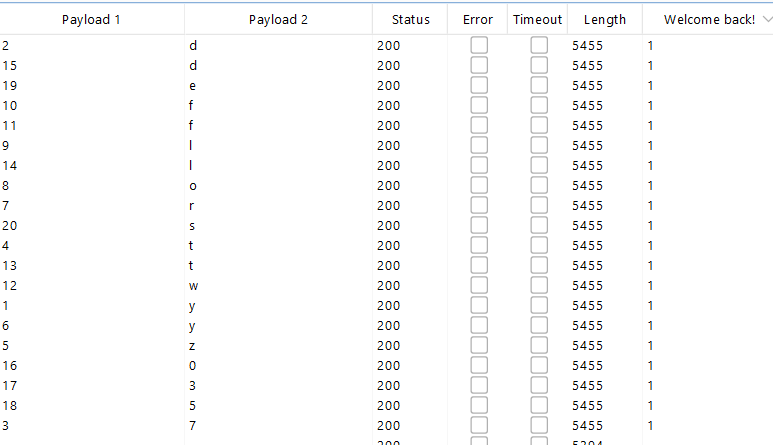 Payload 1 Payload 2 Status Error Timeout Length Welcome back!
2 d 200 5455 1
15 d 200 5455 1
19 e 200 5455 1
10 f 200 5455 1
11 f 200 5455 1
9 l 200 5455 1
14 l 200 5455 1
8 o 200 5455 1
7 r 200 5455 1
20 s 200 5455 1
4 t 200 5455 1
13 t 200 5455 1
12 w 200 5455 1
1 y 200 5455 1
6 y 200 5455 1
5 z 200 5455 1
16 0 200 5455 1
17 3 200 5455 1
18 5 200 5455 1
3 7 200 5455 1